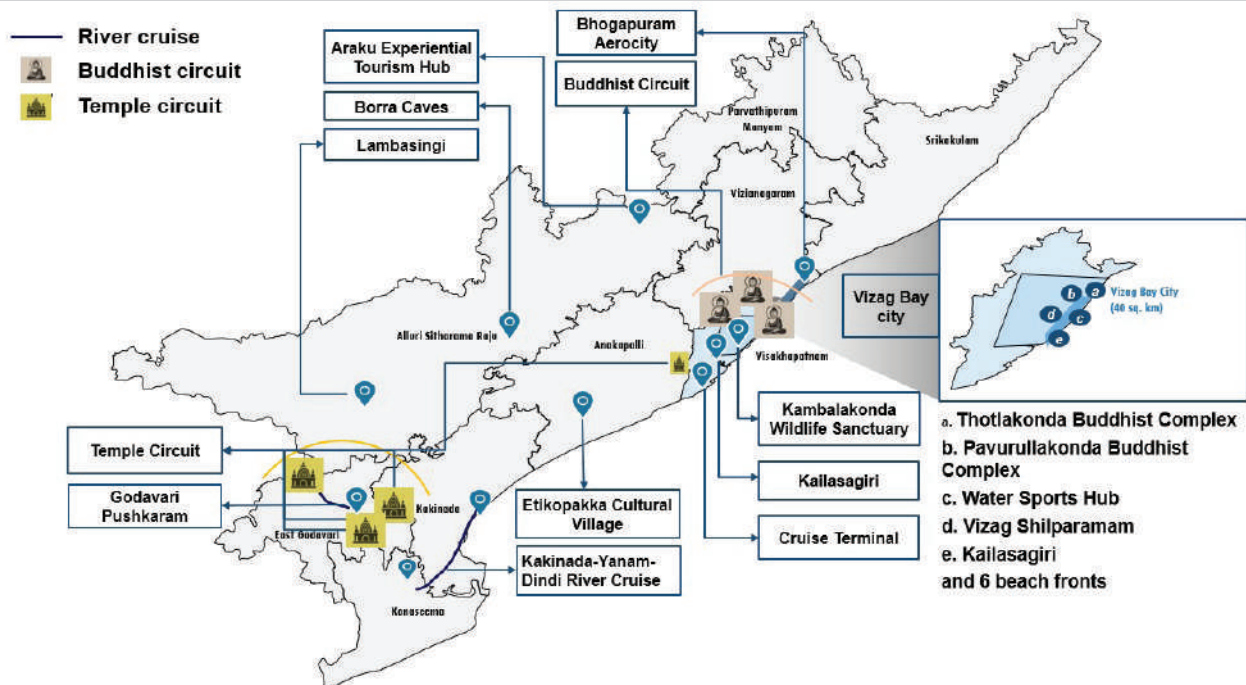 River cruise
Buddhist circuit
Temple circuit
Araku Experiential
Tourism Hub
Borra Caves
Lambasingi
Bhogapuram
Aerocity
Buddhist Circuit
Parvathipuram
Manyam
Srikakulam
Vizianagaram
Vizag Bay
city
b
a
d
c
e
Vizag Bay City
(40 sq. km)
Alluri Sitharama Raju
Anakapalli
Visakhapatnam
Temple Circuit
Godavari
Pushkaram
Kakinada
East Godavari
Konaseema
Etikopakka Cultural
Village
Kakinada-Yanam-
Dindi River Cruise
Kambalakonda
Wildlife Sanctuary
Kailasagiri
Cruise Terminal
a. Thotlakonda Buddhist Complex
b. Pavurullakonda Buddhist
Complex
c. Water Sports Hub
d. Vizag Shilparamam
e. Kailasagiri
and 6 beach fronts